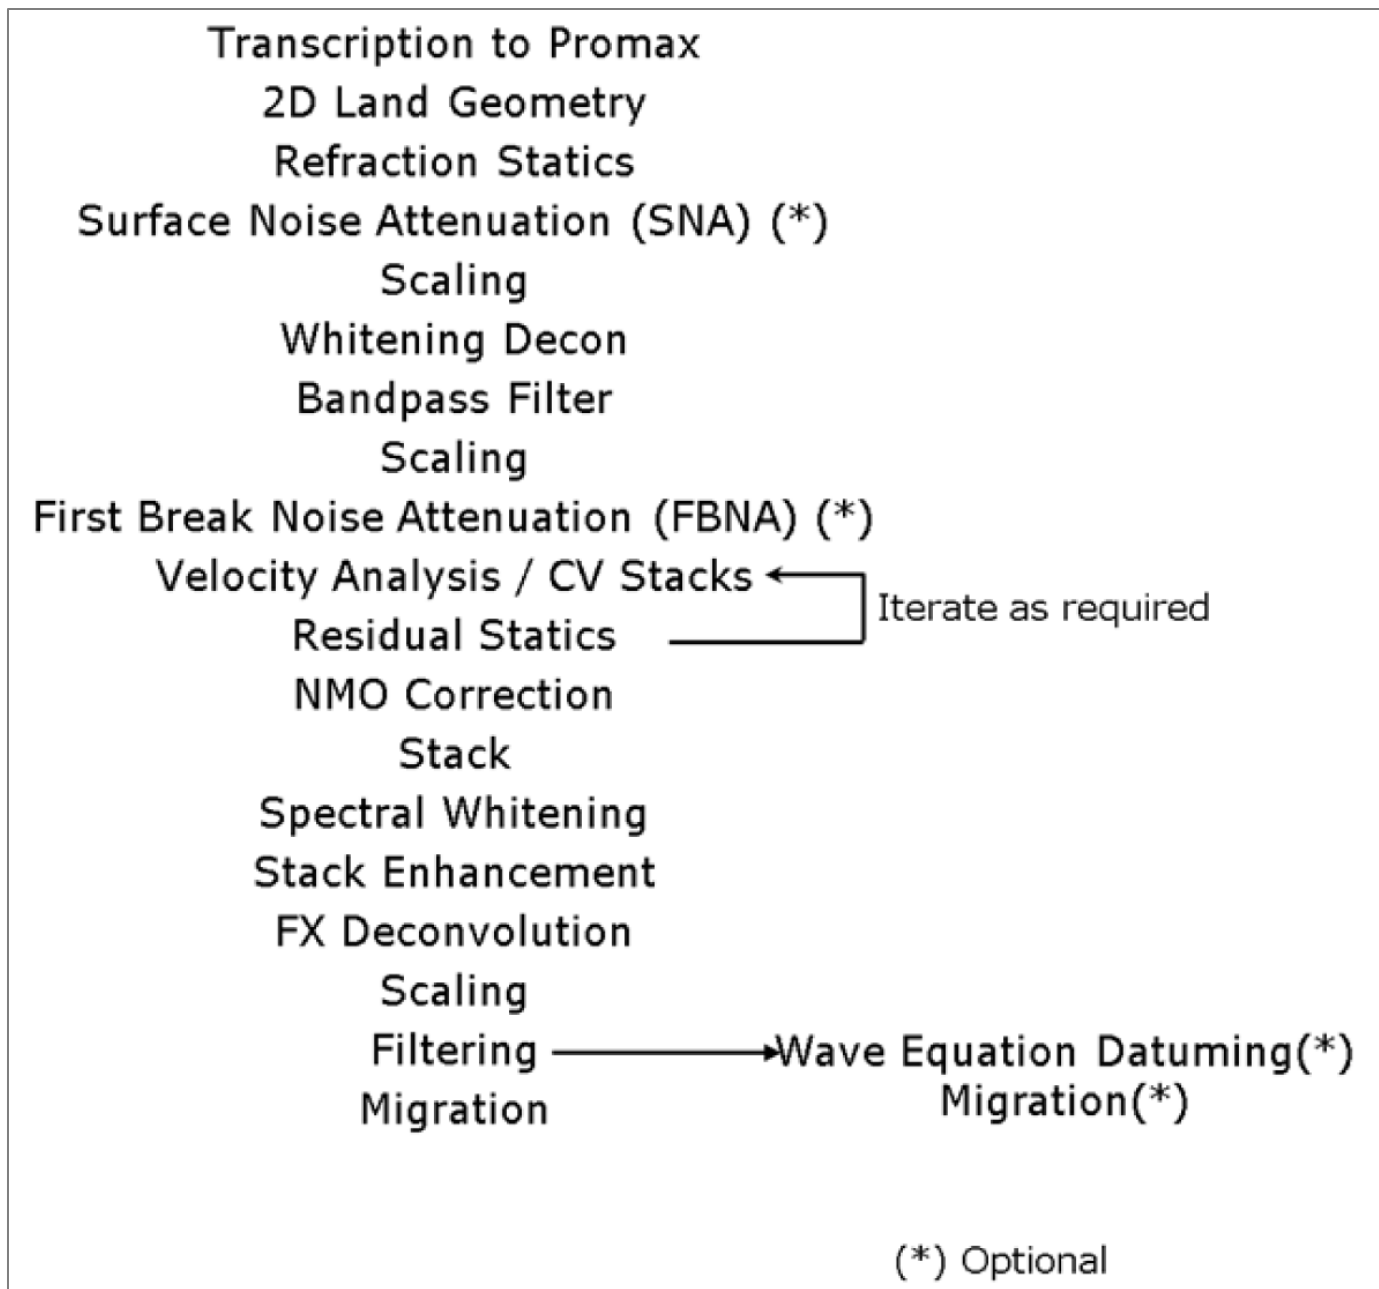 Transcription to Promax
2D Land Geometry
Refraction Statics
Surface Noise Attenuation (SNA) (*)
Scaling
Whitening Decon
Bandpass Filter
Scaling
First Break Noise Attenuation (FBNA) (*)
Velocity Analysis / CV Stacks
Iterate as required
Residual Statics
NMO Correction
Stack
Spectral Whitening
Stack Enhancement
FX Deconvolution
Scaling
Filtering
Wave Equation Datuming(*)
Migration
Migration(*)
(*) Optional